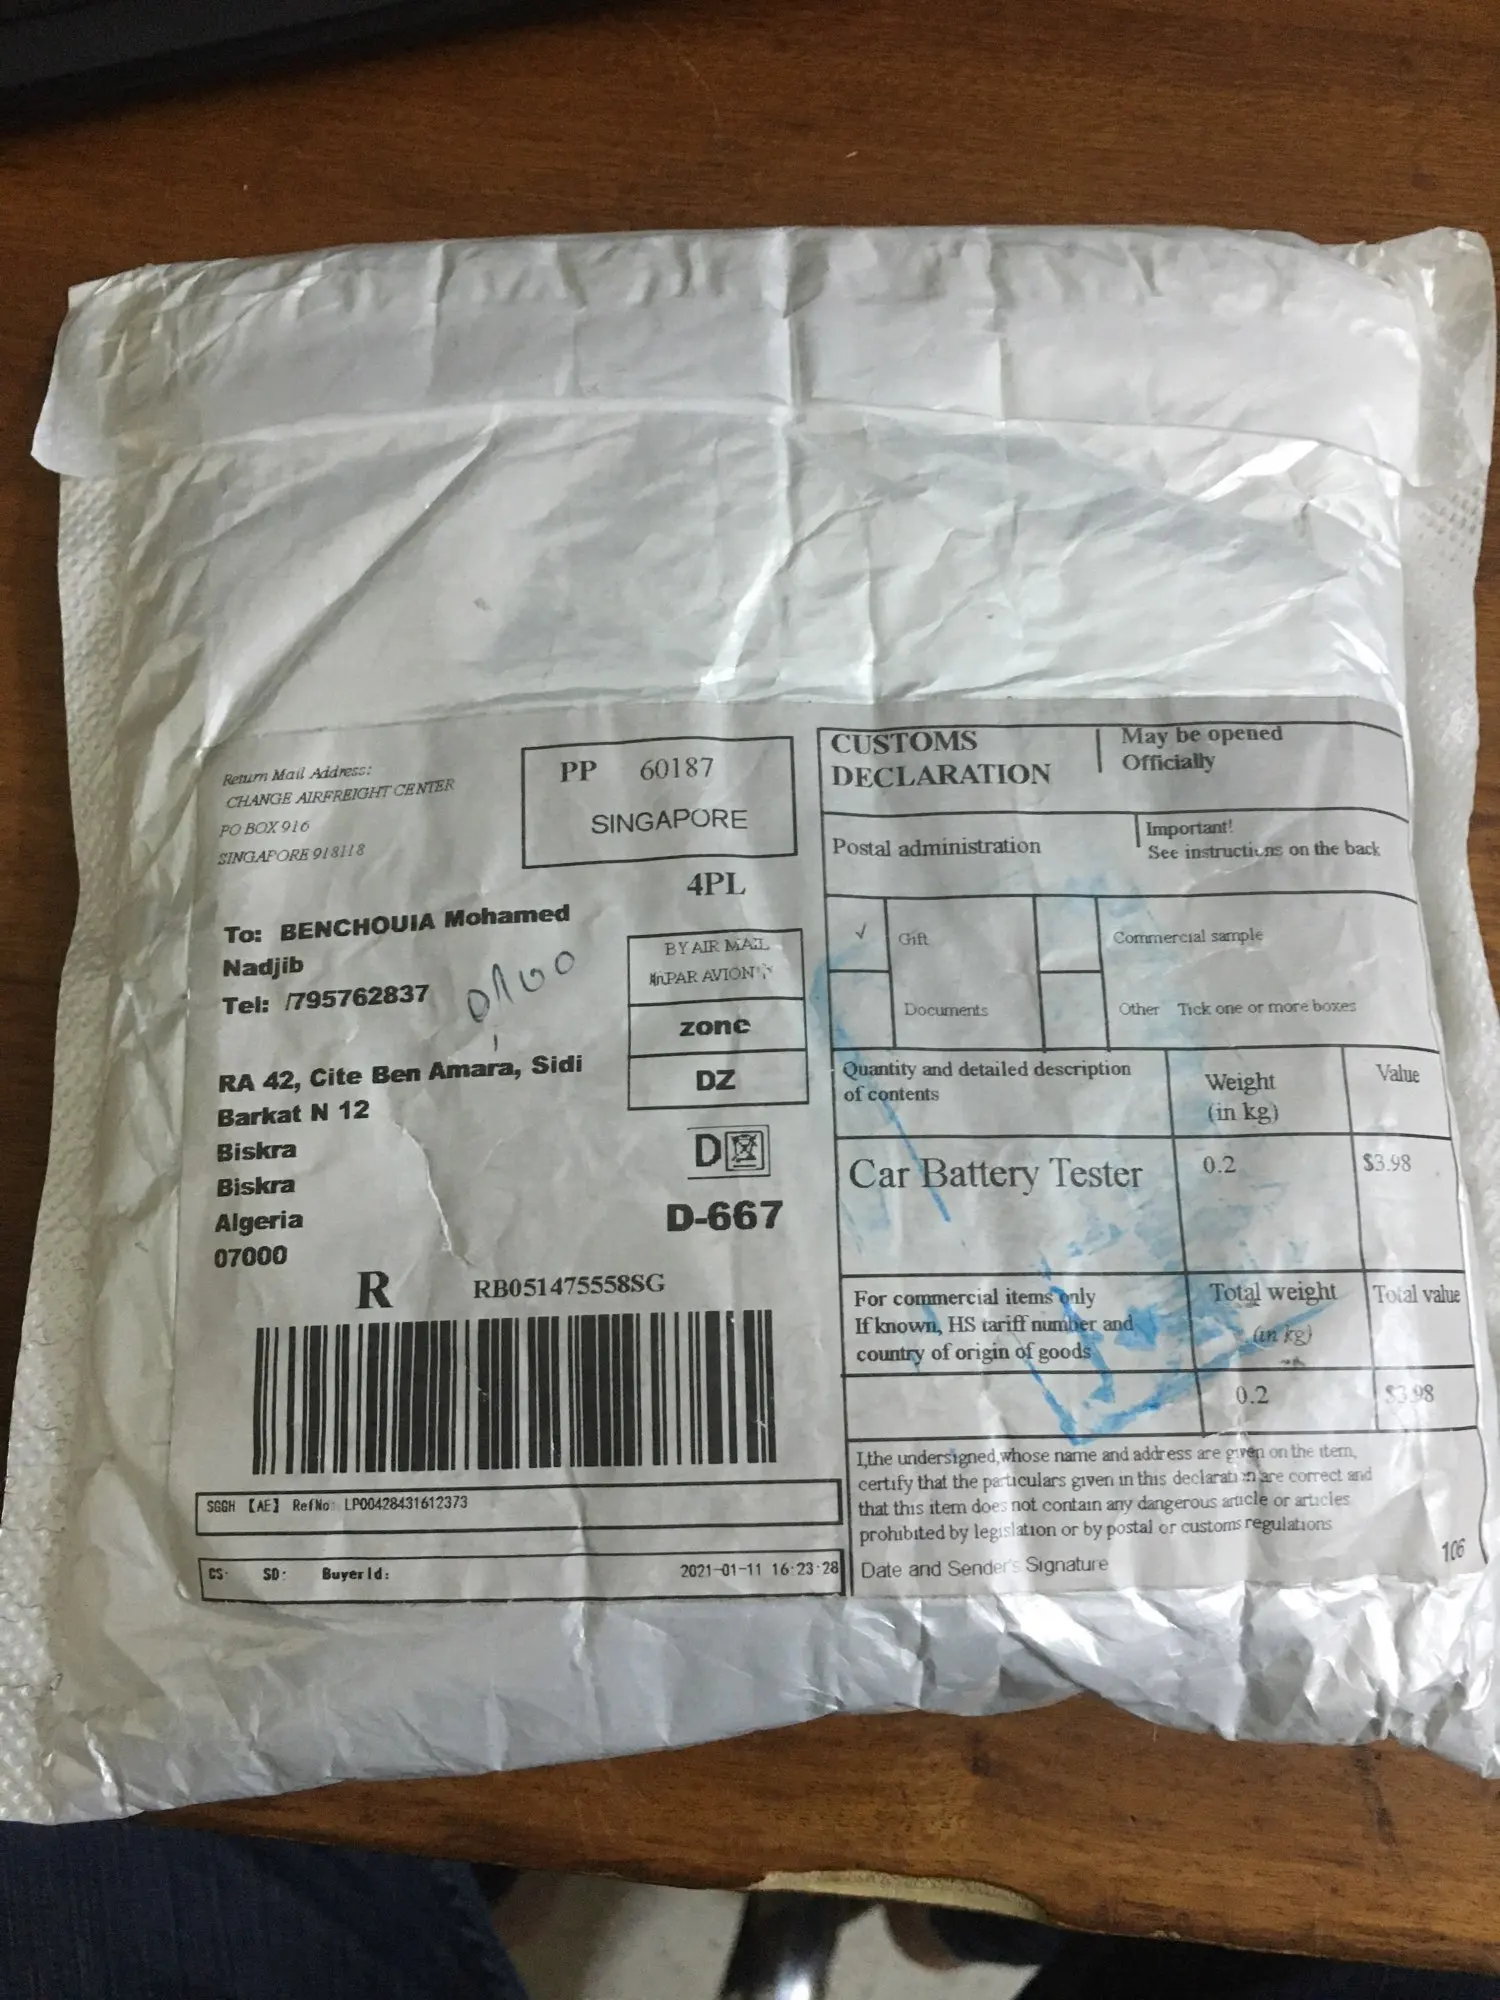 Return Mail Address:
CHANGE AIRFREIGHT CENTER
PO BOX 916
SINGAPORE 918118
PP 60187
SINGAPORE
4PL
To: BENCHOUIA Mohamed
Nadjib
Tel: /795762837
RA 42, Cite Ben Amara, Sidi
Barkat N 12
Biskra
Biskra
Algeria
07000
BY AIR MAIL
PAR AVION
zone
DZ
D
D-667
R RB051475558SG
SGGH 【AE】 RefNo: LP00428431612373
CS: SD: BuyerId: 2021-01-11 16:23:28
CUSTOMS
DECLARATION
May be opened
Officially
Postal administration
Important!
See instructions on the back
✓ Gift
Commercial sample
Documents
Other Tick one or more boxes
Quantity and detailed description
of contents
Weight
(in kg)
Value
Car Battery Tester 0.2 $3.98
For commercial items only
If known, HS tariff number and
country of origin of goods
Total weight
(in kg)
Total value
0.2 $3.98
I,the undersigned,whose name and address are given on the item,
certify that the particulars given in this declaration are correct and
that this item does not contain any dangerous article or articles
prohibited by legislation or by postal or customs regulations
Date and Sender's Signature
106